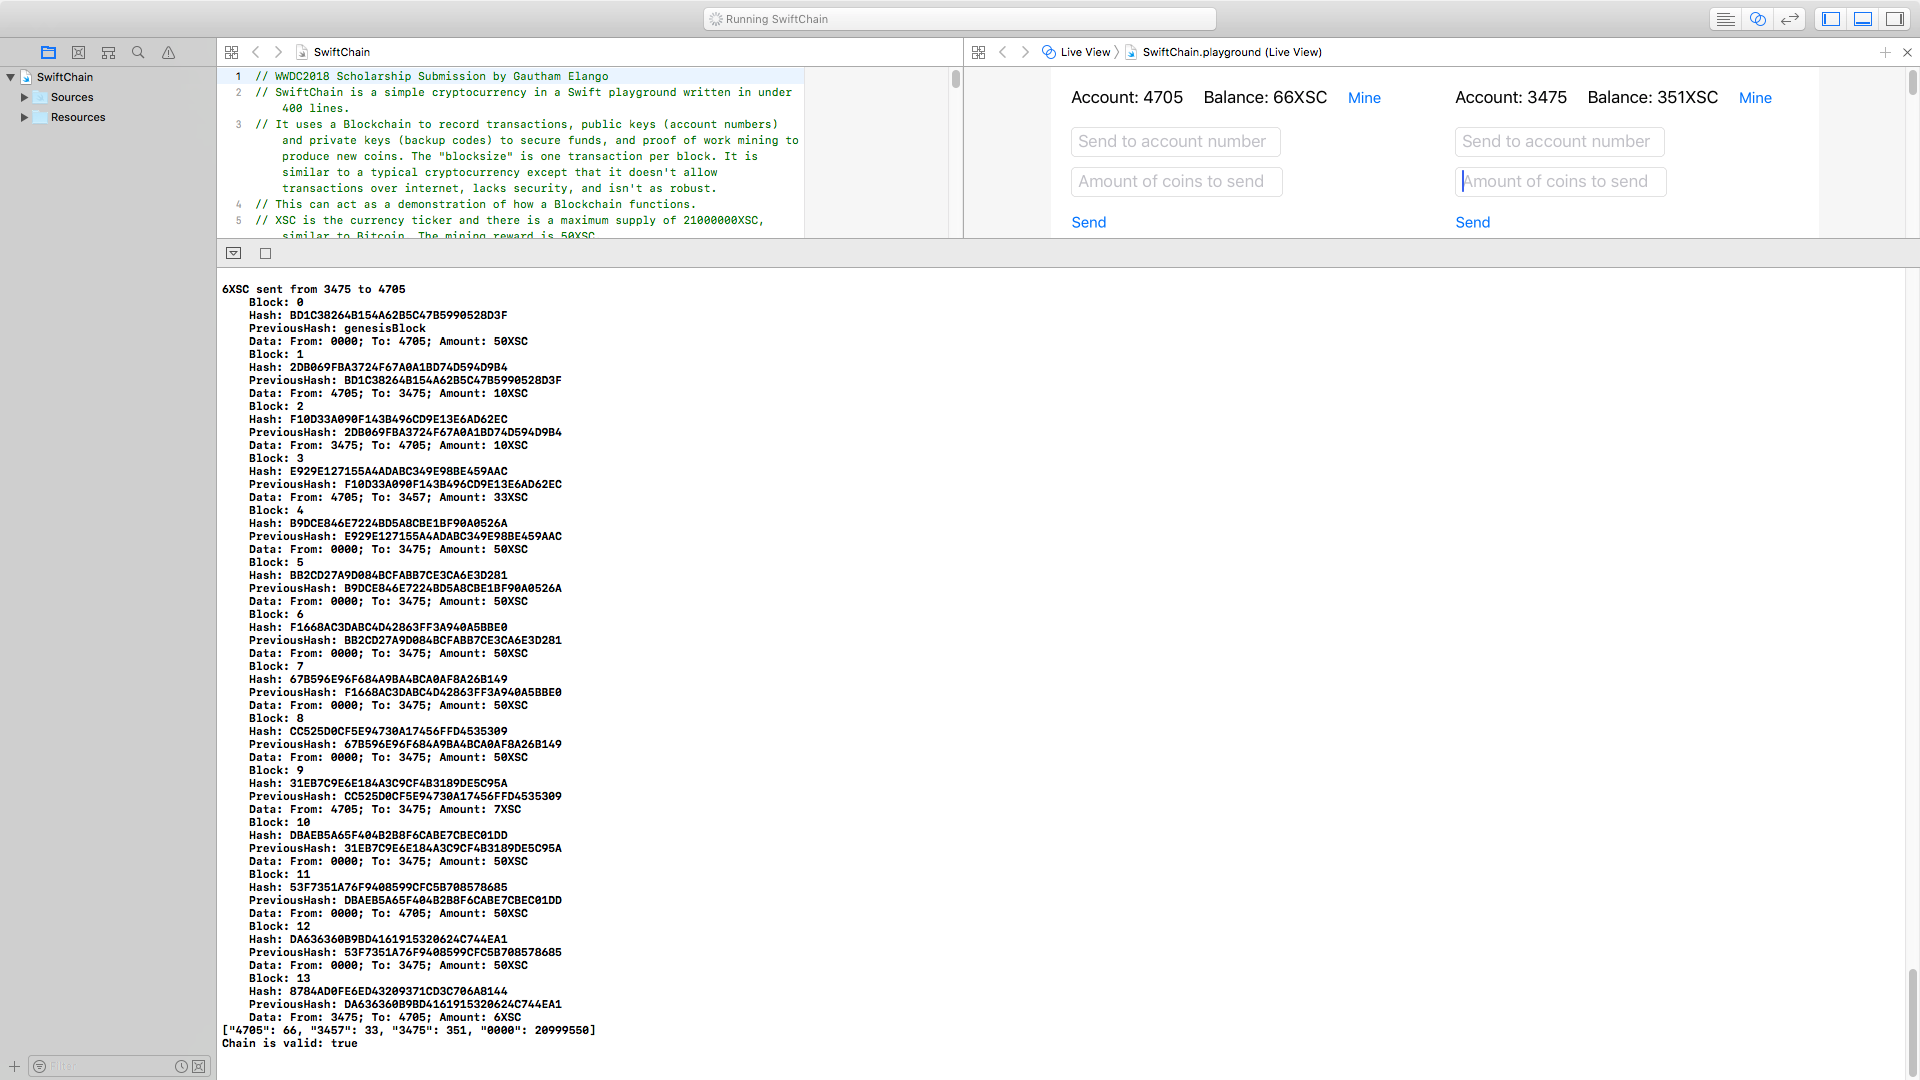 Running SwiftChain
SwiftChain
Sources
Resources
Filter
SwiftChain
1 // WWDC2018 Scholarship Submission by Gautham Elango
2 // SwiftChain is a simple cryptocurrency in a Swift playground written in under
400 lines.
3 // It uses a Blockchain to record transactions, public keys (account numbers)
and private keys (backup codes) to secure funds, and proof of work mining to
produce new coins. The "blocksize" is one transaction per block. It is
similar to a typical cryptocurrency except that it doesn't allow
transactions over internet, lacks security, and isn't as robust.
4 // This can act as a demonstration of how a Blockchain functions.
5 // XSC is the currency ticker and there is a maximum supply of 21000000XSC,
similar to Bitcoin. The mining reward is 50XSC.
Live View
SwiftChain.playground (Live View)
Account: 4705 Balance: 66XSC Mine
Send to account number
Amount of coins to send
Send
Account: 3475 Balance: 351XSC Mine
Send to account number
Amount of coins to send
Send
6XSC sent from 3475 to 4705
Block: 0
Hash: BD1C38264B154A62B5C47B5990528D3F
PreviousHash: genesisBlock
Data: From: 0000; To: 4705; Amount: 50XSC
Block: 1
Hash: 2DB069FBA3724F67A0A1BD74D594D9B4
PreviousHash: BD1C38264B154A62B5C47B5990528D3F
Data: From: 4705; To: 3475; Amount: 10XSC
Block: 2
Hash: F10D33A090F143B496CD9E13E6AD62EC
PreviousHash: 2DB069FBA3724F67A0A1BD74D594D9B4
Data: From: 3475; To: 4705; Amount: 10XSC
Block: 3
Hash: E929E127155A4ADABC349E98BE459AAC
PreviousHash: F10D33A090F143B496CD9E13E6AD62EC
Data: From: 4705; To: 3457; Amount: 33XSC
Block: 4
Hash: B9DCE846E7224BD5A8CBE1BF90A0526A
PreviousHash: E929E127155A4ADABC349E98BE459AAC
Data: From: 0000; To: 3475; Amount: 50XSC
Block: 5
Hash: BB2CD27A9D084BCFABB7CE3CA6E3D281
PreviousHash: B9DCE846E7224BD5A8CBE1BF90A0526A
Data: From: 0000; To: 3475; Amount: 50XSC
Block: 6
Hash: F1668AC3DABC4D42863FF3A940A5BBE0
PreviousHash: BB2CD27A9D084BCFABB7CE3CA6E3D281
Data: From: 0000; To: 3475; Amount: 50XSC
Block: 7
Hash: 67B596E96F684A9BA4BCA0AF8A26B149
PreviousHash: F1668AC3DABC4D42863FF3A940A5BBE0
Data: From: 0000; To: 3475; Amount: 50XSC
Block: 8
Hash: CC525D0CF5E94730A17456FFD4535309
PreviousHash: 67B596E96F684A9BA4BCA0AF8A26B149
Data: From: 0000; To: 3475; Amount: 50XSC
Block: 9
Hash: 31EB7C9E6E184A3C9CF4B3189DE5C95A
PreviousHash: CC525D0CF5E94730A17456FFD4535309
Data: From: 4705; To: 3475; Amount: 7XSC
Block: 10
Hash: DBAEB5A65F404B2B8F6CABE7CBEC01DD
PreviousHash: 31EB7C9E6E184A3C9CF4B3189DE5C95A
Data: From: 0000; To: 3475; Amount: 50XSC
Block: 11
Hash: 53F7351A76F9408599CFC5B708578685
PreviousHash: DBAEB5A65F404B2B8F6CABE7CBEC01DD
Data: From: 0000; To: 4705; Amount: 50XSC
Block: 12
Hash: DA636360B9BD4161915320624C744EA1
PreviousHash: 53F7351A76F9408599CFC5B708578685
Data: From: 0000; To: 3475; Amount: 50XSC
Block: 13
Hash: 8784AD0FE6ED43209371CD3C706A8144
PreviousHash: DA636360B9BD4161915320624C744EA1
Data: From: 3475; To: 4705; Amount: 6XSC
["4705": 66, "3457": 33, "3475": 351, "0000": 20999550]
Chain is valid: true